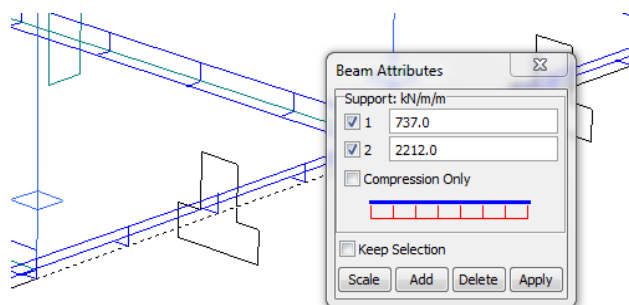 Beam Attributes
Support: kN/m/m
1 737.0
2 2212.0
Compression Only
Keep Selection
Scale Add Delete Apply